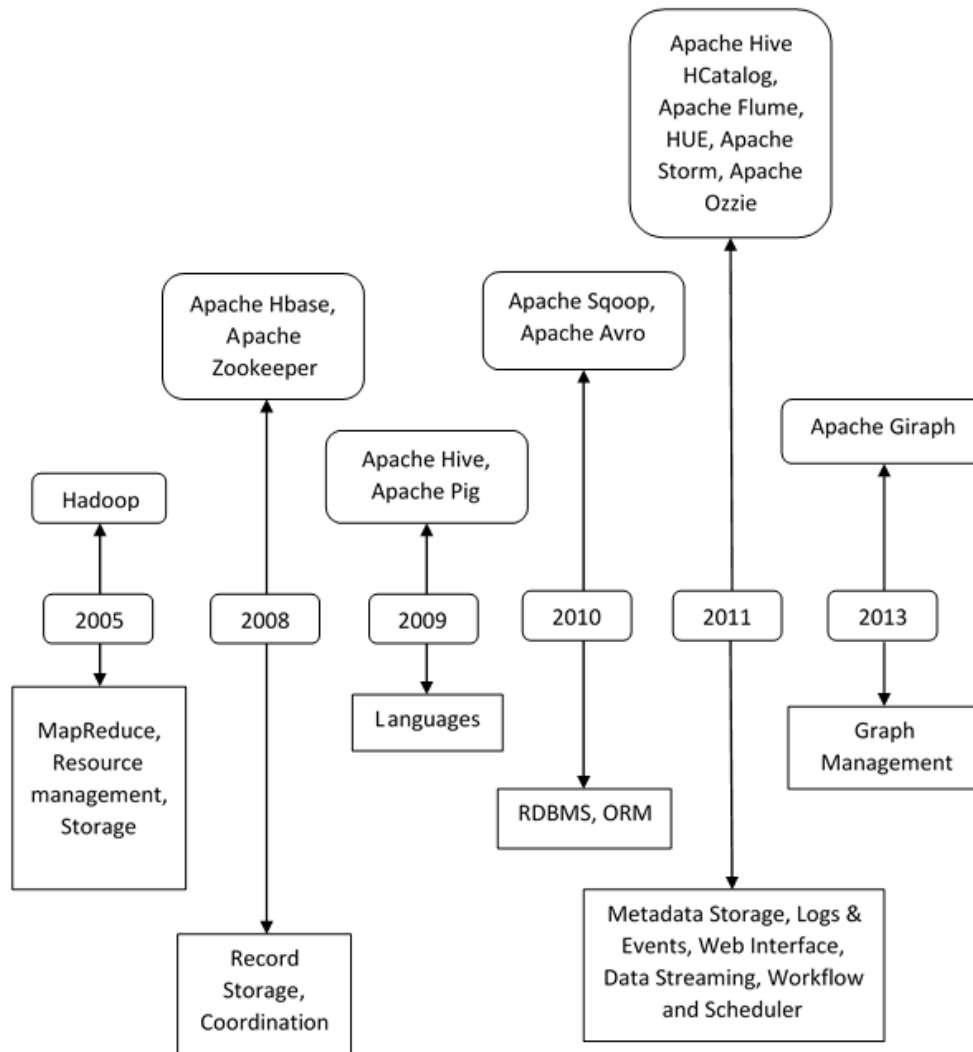 Apache Hive
HCatalog,
Apache Flume,
HUE, Apache
Storm, Apache
Ozzie
Apache Hbase,
Apache
Zookeeper
Apache Sqoop,
Apache Avro
Apache Giraph
Apache Hive,
Apache Pig
Hadoop
2005
2008
2009
2010
2011
2013
MapReduce,
Resource
management,
Storage
Languages
Graph
Management
RDBMS, ORM
Metadata Storage, Logs &
Events, Web Interface,
Data Streaming, Workflow
and Scheduler
Record
Storage,
Coordination